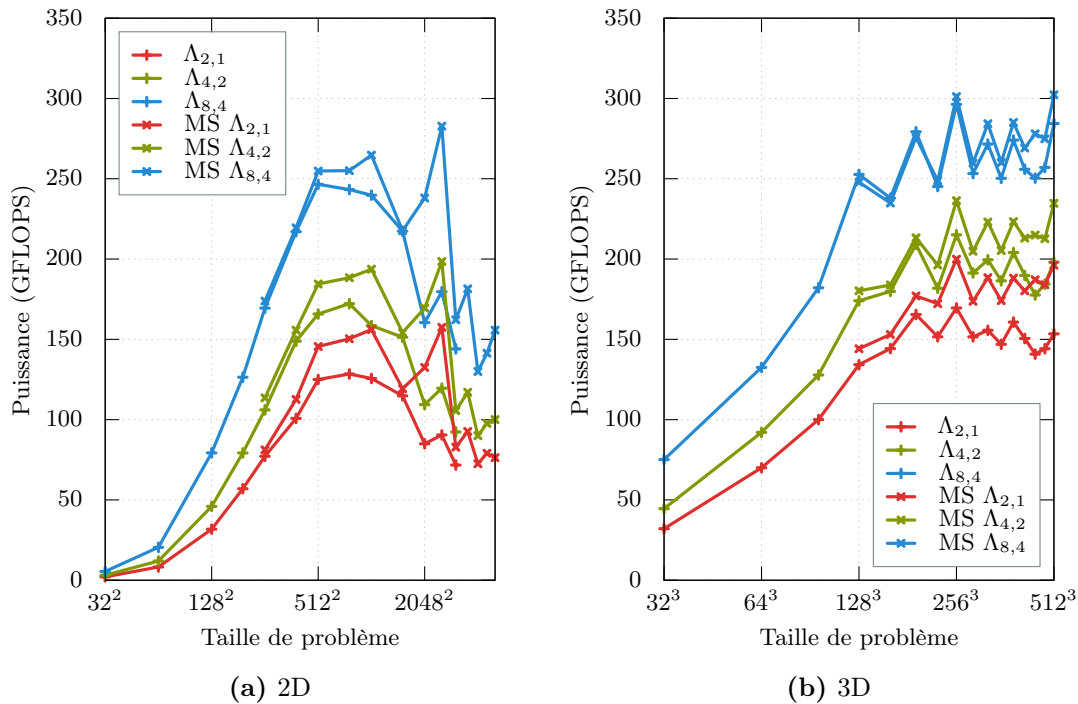 350
300
250
200
150
100
50
0
Puissance (GFLOPS)
Λ2,1
Λ4,2
Λ8,4
MS Λ2,1
MS Λ4,2
MS Λ8,4
32² 128² 512² 2048²
Taille de problème
(a) 2D
350
300
250
200
150
100
50
0
Puissance (GFLOPS)
Λ2,1
Λ4,2
Λ8,4
MS Λ2,1
MS Λ4,2
MS Λ8,4
32³ 64³ 128³ 256³ 512³
Taille de problème
(b) 3D